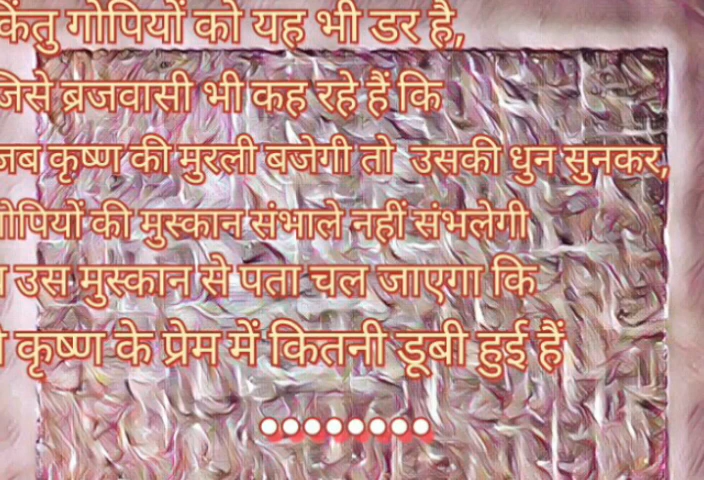 किंतु गोपियों को यह भी डर है,
जिसे ब्रजवासी भी कह रहे हैं कि
जब कृष्ण की मुरली बजेगी तो उसकी धुन सुनकर,
गोपियों की मुस्कान संभाले नहीं संभलेगी
उस मुस्कान से पता चल जाएगा कि
कृष्ण के प्रेम में कितनी डूबी हुई हैं